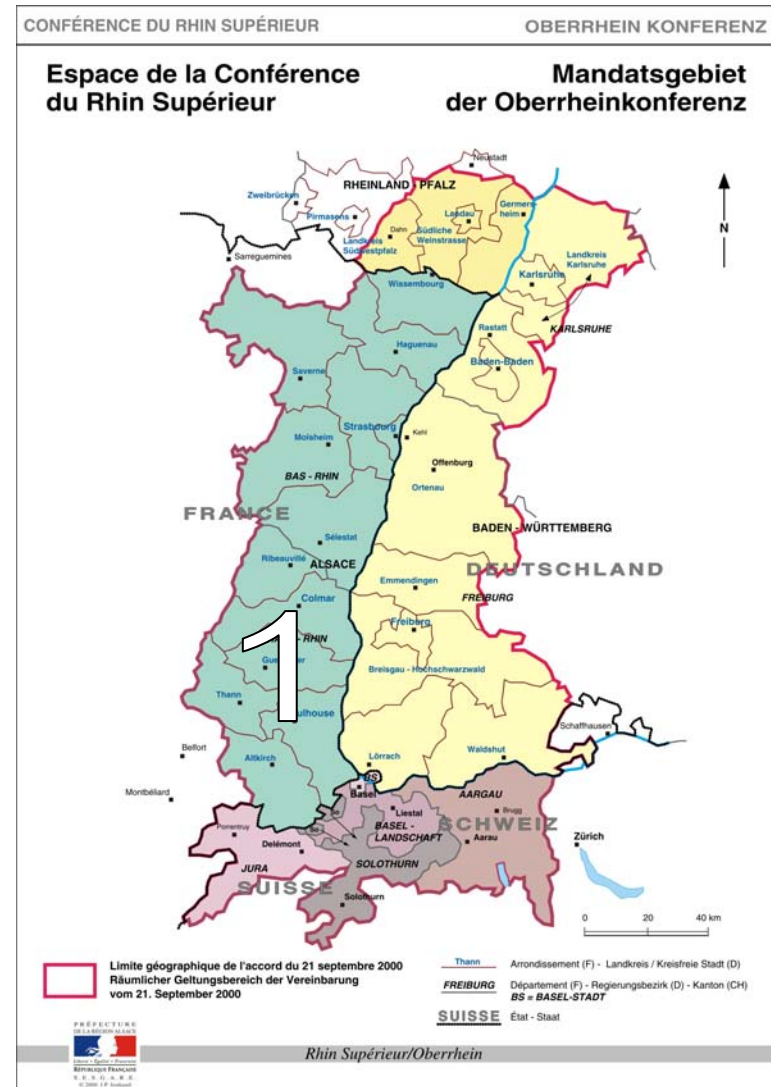 CONFÉRENCE DU RHIN SUPÉRIEUR
OBERRHEIN KONFERENZ
Espace de la Conférence
du Rhin Supérieur
Mandatsgebiet
der Oberrheinkonferenz
Neustadt
RHEINLAND - PFALZ
Zweibrücken
Pirmasens
Landau
Germers-
heim
Dahn
Südliche
Weinstrasse
Landkreis
Südwestpfalz
Landkreis
Karlsruhe
N
Sarreguemines
Karlsruhe
Wissembourg
Rastatt
KARLSRUHE
Haguenau
Baden-Baden
Saverne
Strasbourg
Kehl
Molsheim
Offenburg
BAS - RHIN
Ortenau
FRANCE
BADEN - WÜRTTEMBERG
Sélestat
Ribeauvillé
ALSACE
DEUTSCHLAND
Emmendingen
FREIBURG
Colmar
1
- RHIN
Freiburg
Breisgau - Hochschwarzwald
Thann
ulhouse
Schaffhausen
Belfort
Altkirch
Lörrach
Waldshut
BS
Basel
Montbéliard
AARGAU
Liestal
Brugg
BASEL -
LANDSCHAFT
SCHWEIZ
Porrentruy
Delémont
Aarau
Zürich
SOLOTHURN
JURA
SUISSE
Solothurn
0 20 40 km
Limite géographique de l'accord du 21 septembre 2000
Räumlicher Geltungsbereich der Vereinbarung
vom 21. September 2000
Thann Arrondissement (F) - Landkreis / Kreisfreie Stadt (D)
FREIBURG Département (F) - Regierungsbezirk (D) - Kanton (CH)
BS = BASEL-STADT
SUISSE État - Staat
PRÉFECTURE
DE LA RÉGION ALSACE
Liberté • Égalité • Fraternité
RÉPUBLIQUE FRANÇAISE
Rhin Supérieur/Oberrhein